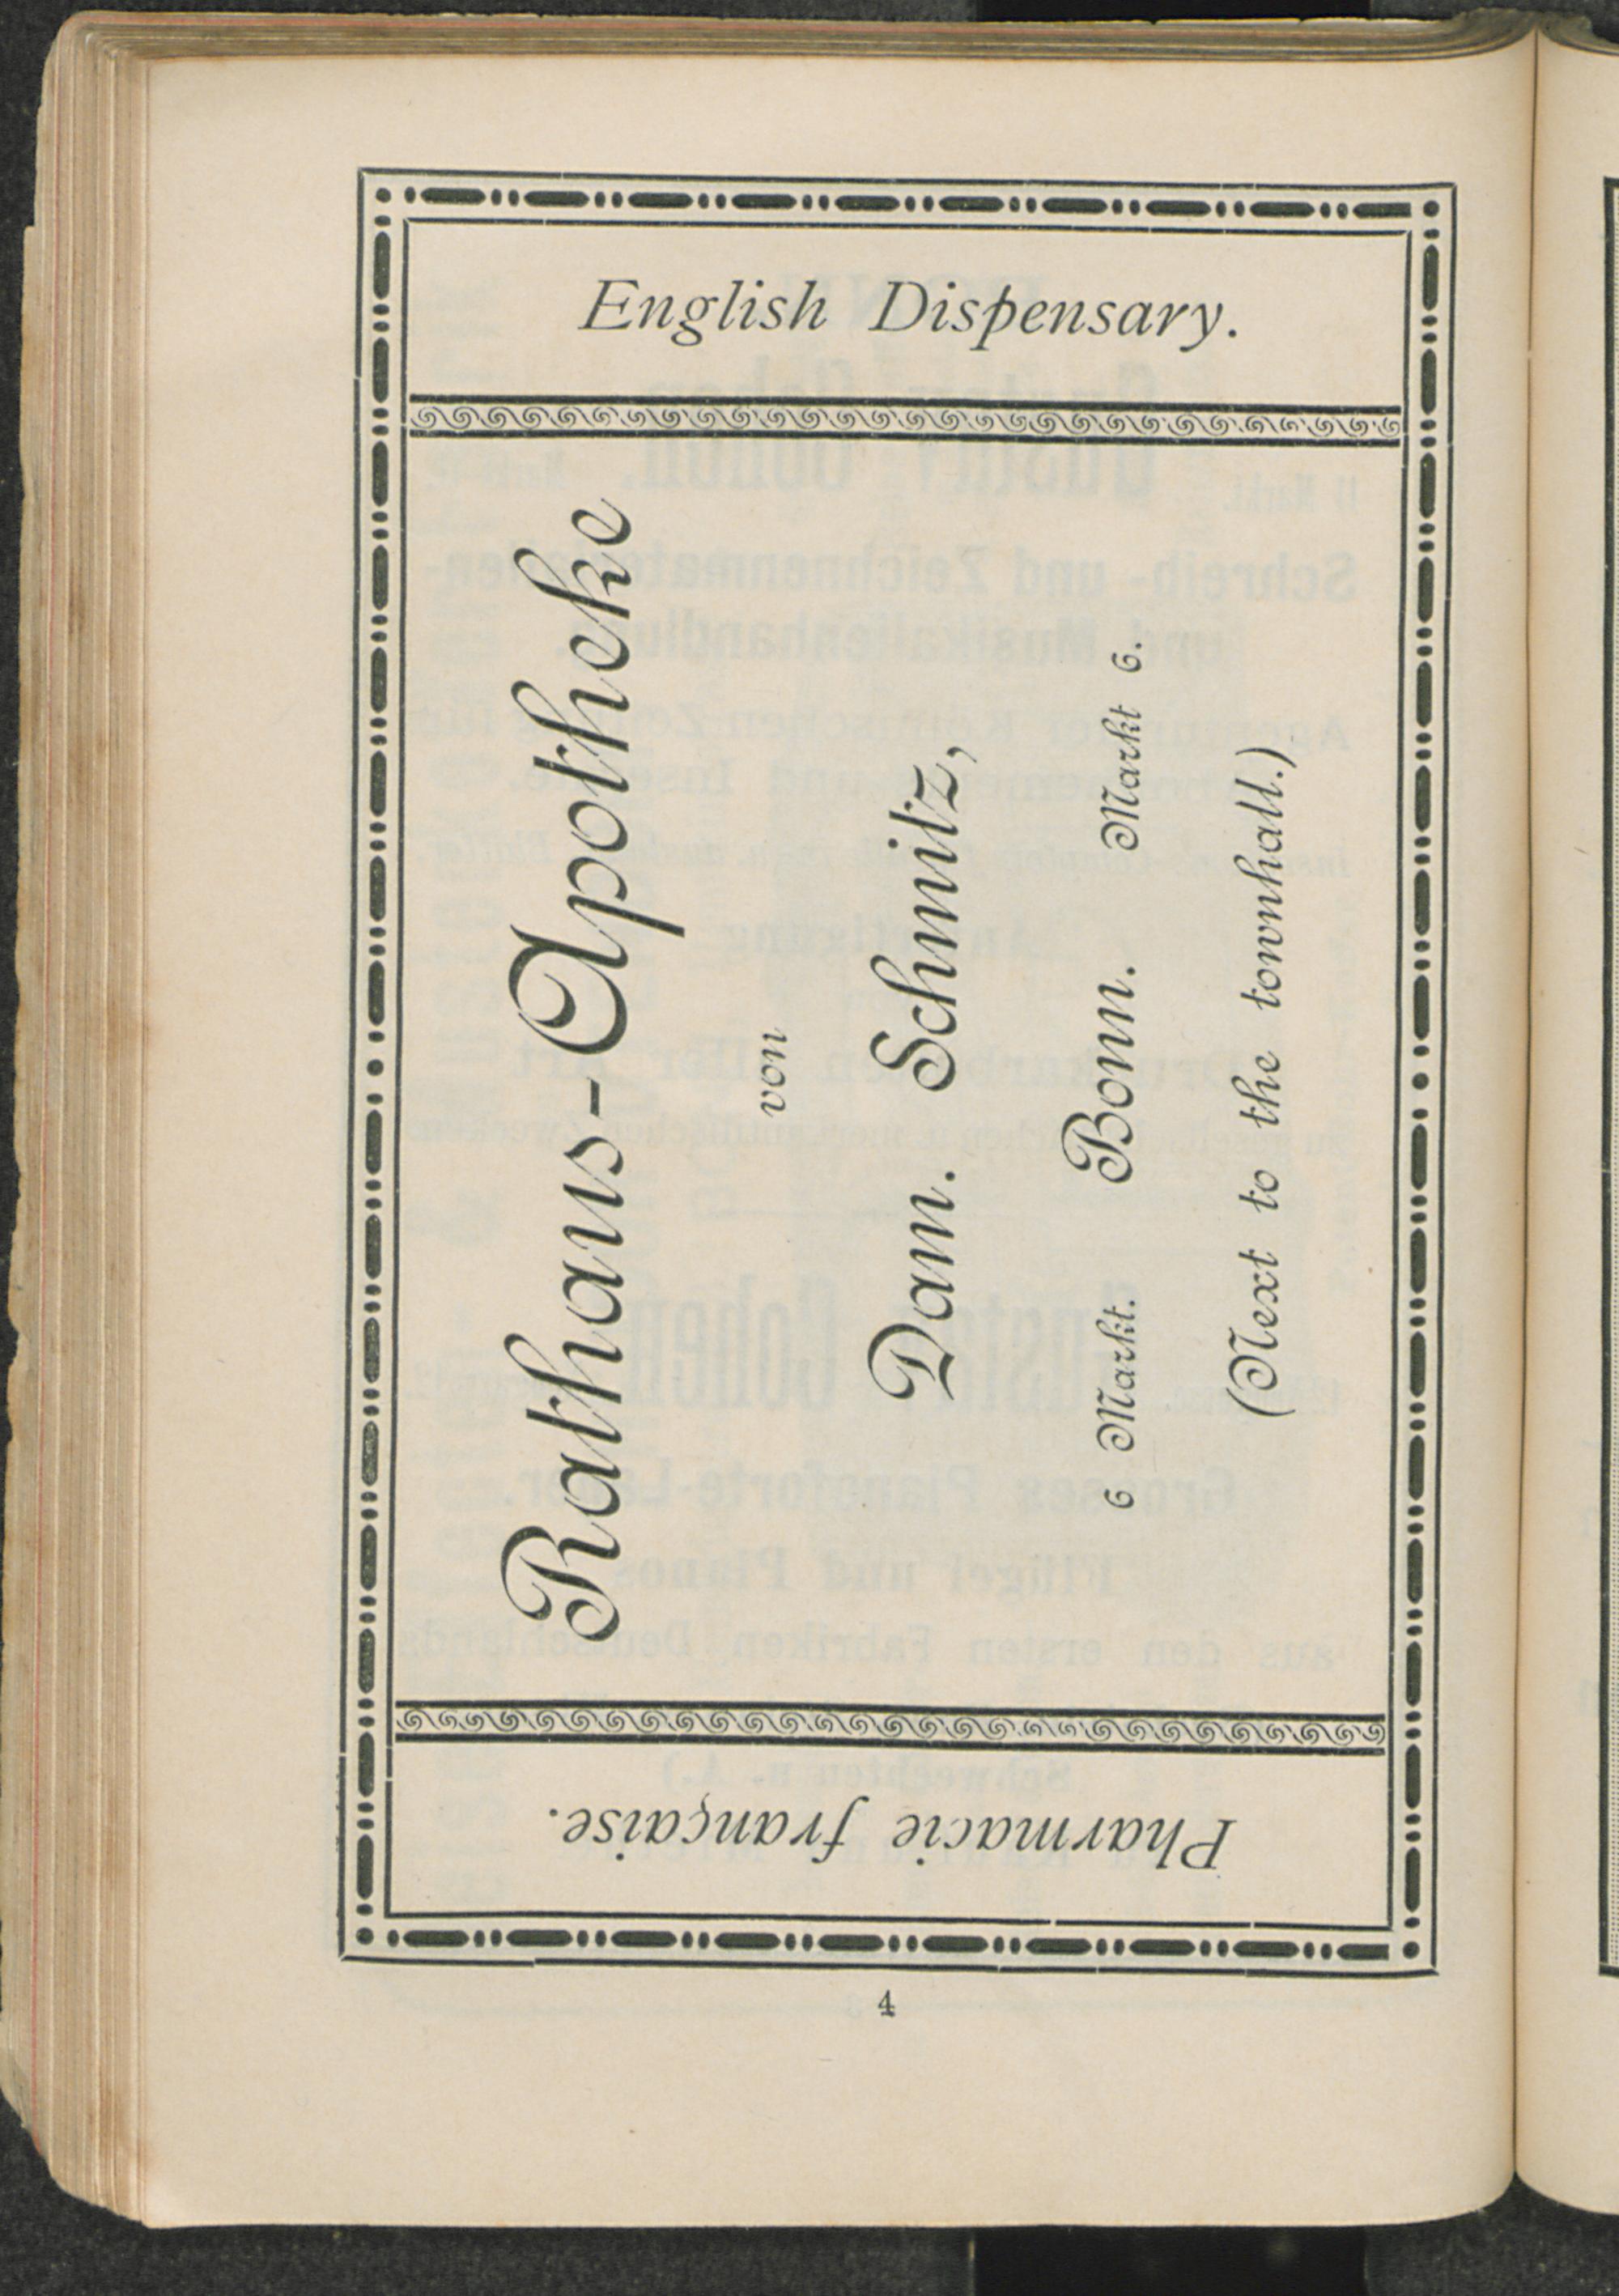 English Dispensary.
Rathaus-Apotheke
von
Dam. Schmitz,
6 Markt. Bonn. Markt 6.
(Next to the townhall.)
Pharmacie française.
4